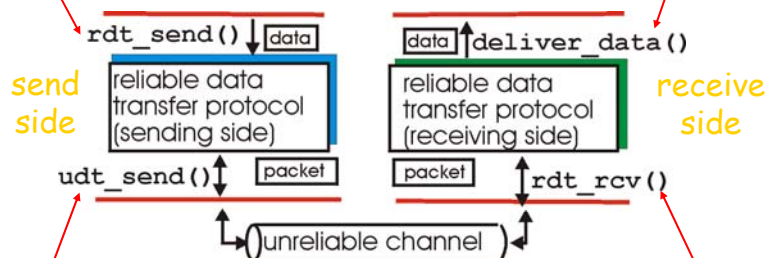 rdt_send() data
data deliver_data()
send side
reliable data
transfer protocol
(sending side)
reliable data
transfer protocol
(receiving side)
receive side
udt_send() packet
packet rdt_rcv()
unreliable channel